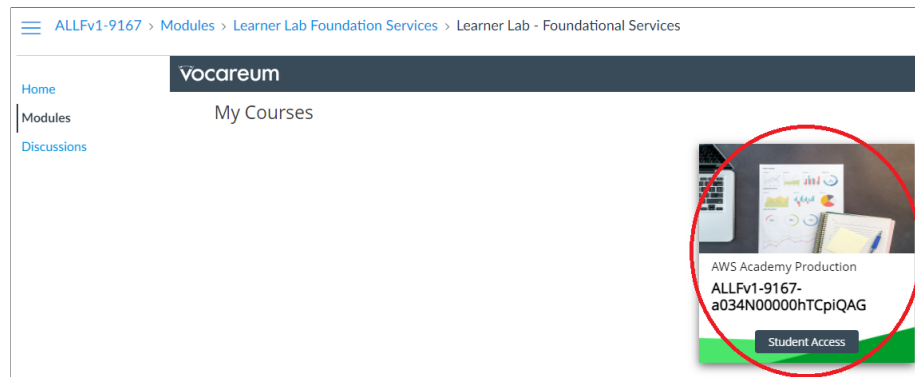 ALLFv1-9167 > Modules > Learner Lab Foundation Services > Learner Lab - Foundational Services
Home
Modules
Discussions
vocareum
My Courses
AWS Academy Production
ALLFv1-9167-
a034N00000hTCpiQAG
Student Access